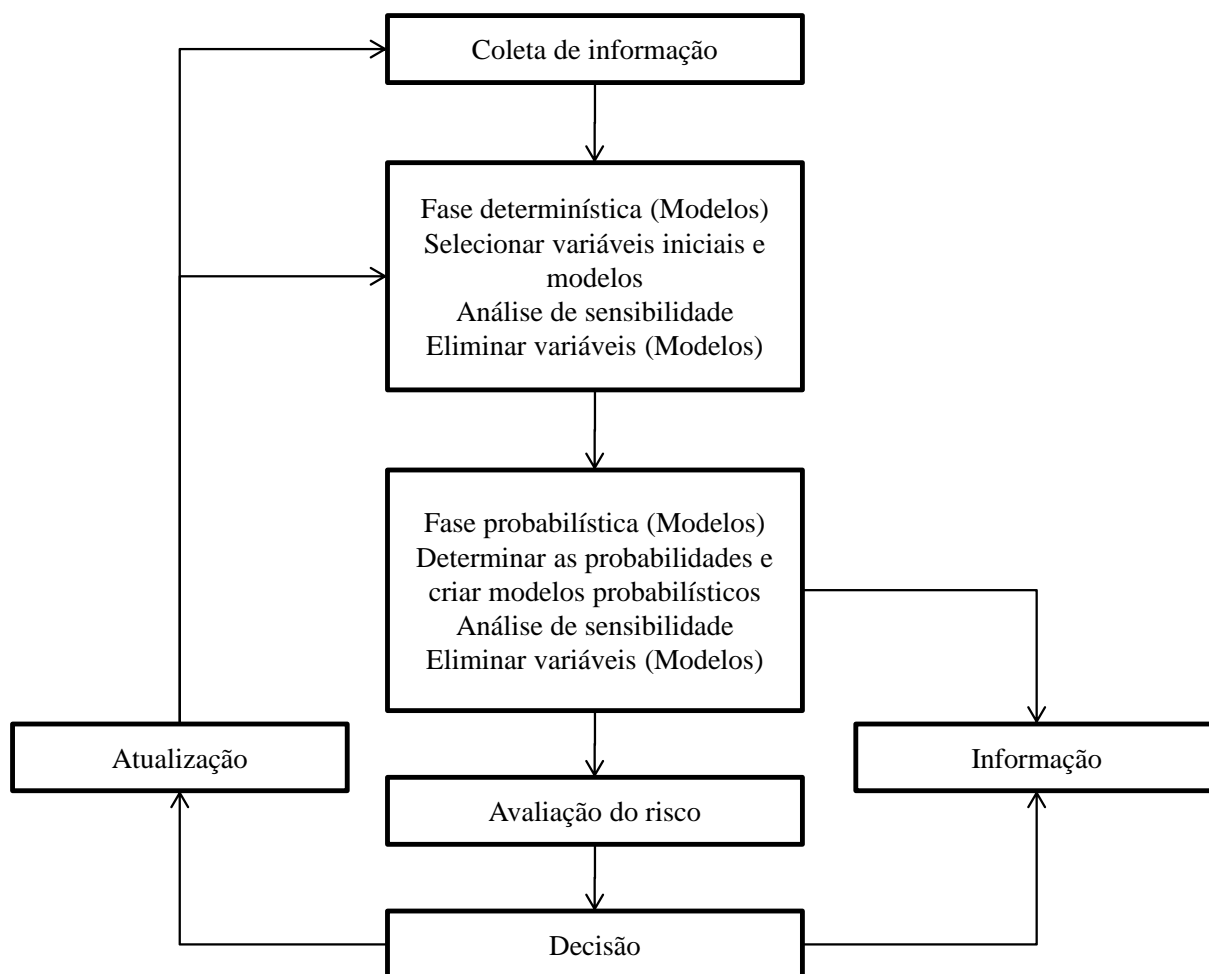 Coleta de informação
Fase determinística (Modelos)
Selecionar variáveis iniciais e
modelos
Análise de sensibilidade
Eliminar variáveis (Modelos)
Fase probabilística (Modelos)
Determinar as probabilidades e
criar modelos probabilísticos
Análise de sensibilidade
Eliminar variáveis (Modelos)
Atualização
Informação
Avaliação do risco
Decisão